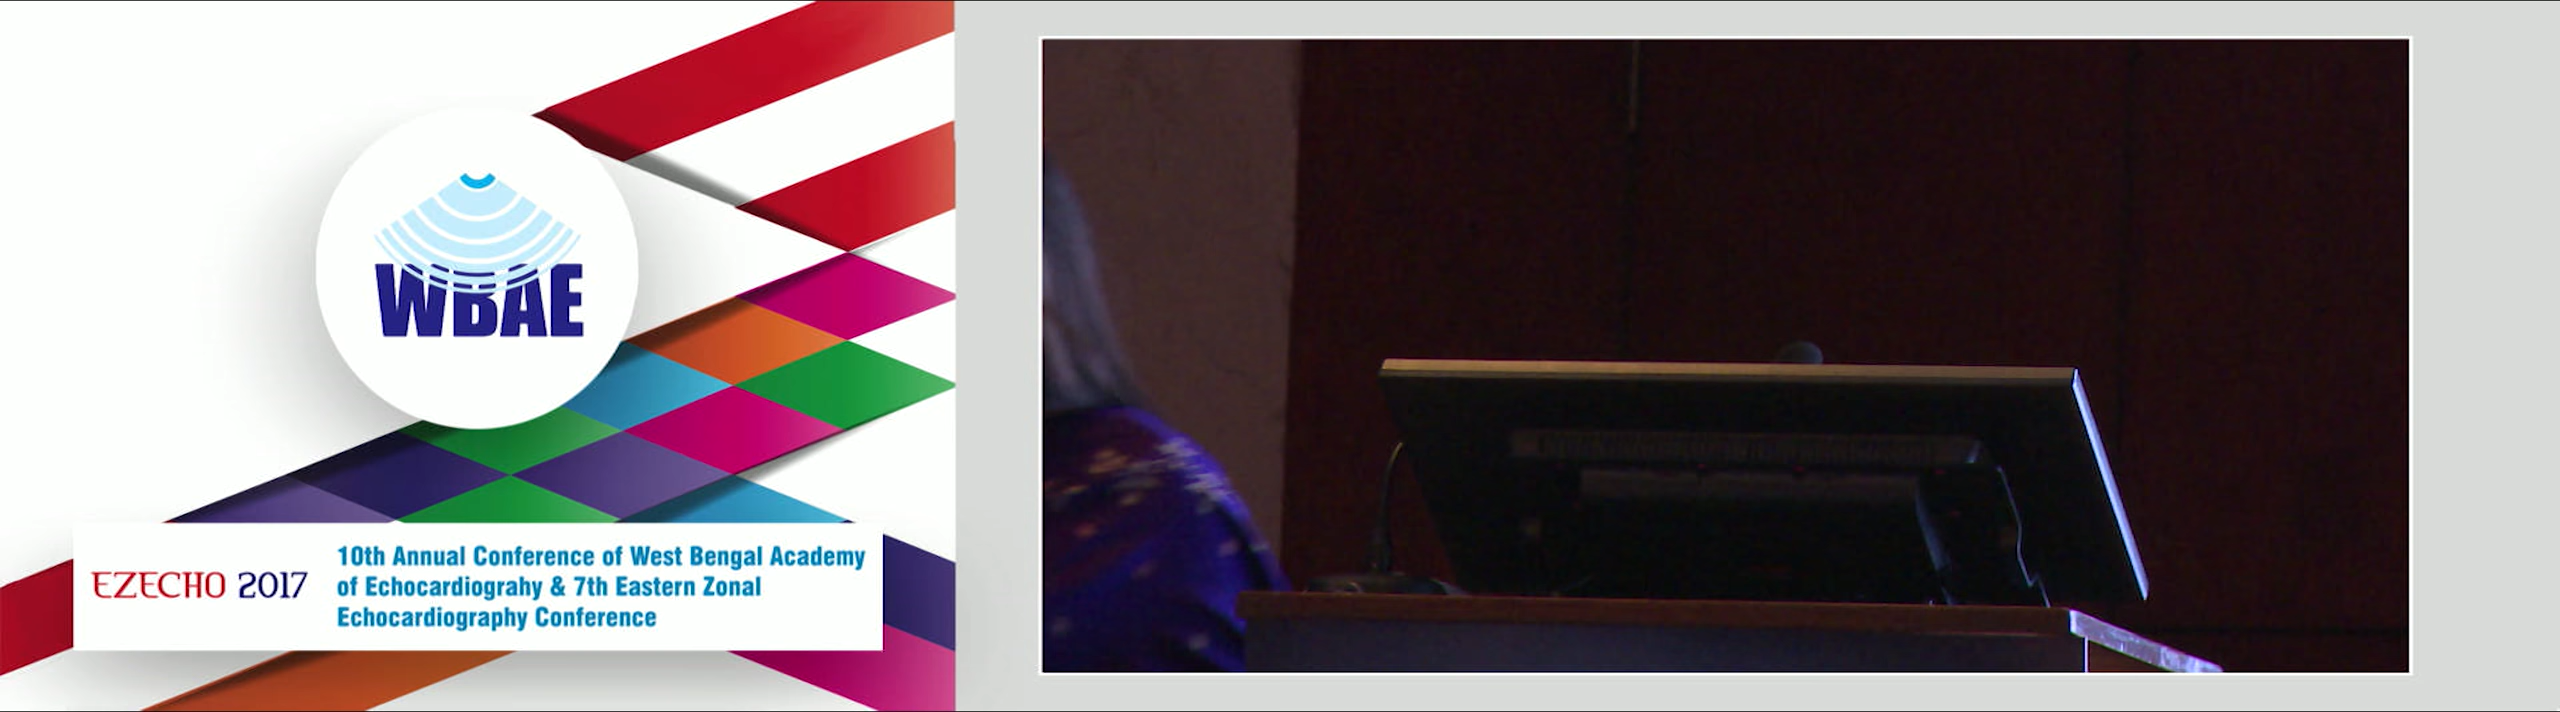 WBAE
EZECHO 2017
10th Annual Conference of West Bengal Academy
of Echocardiograhy & 7th Eastern Zonal
Echocardiography Conference